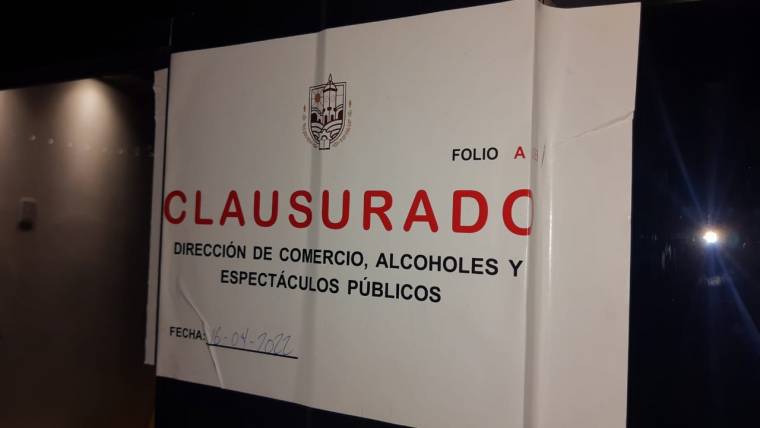 FOLIO A
CLAUSURADO
DIRECCIÓN DE COMERCIO, ALCOHOLES Y
ESPECTÁCULOS PÚBLICOS
FECHA: 16-04-2022